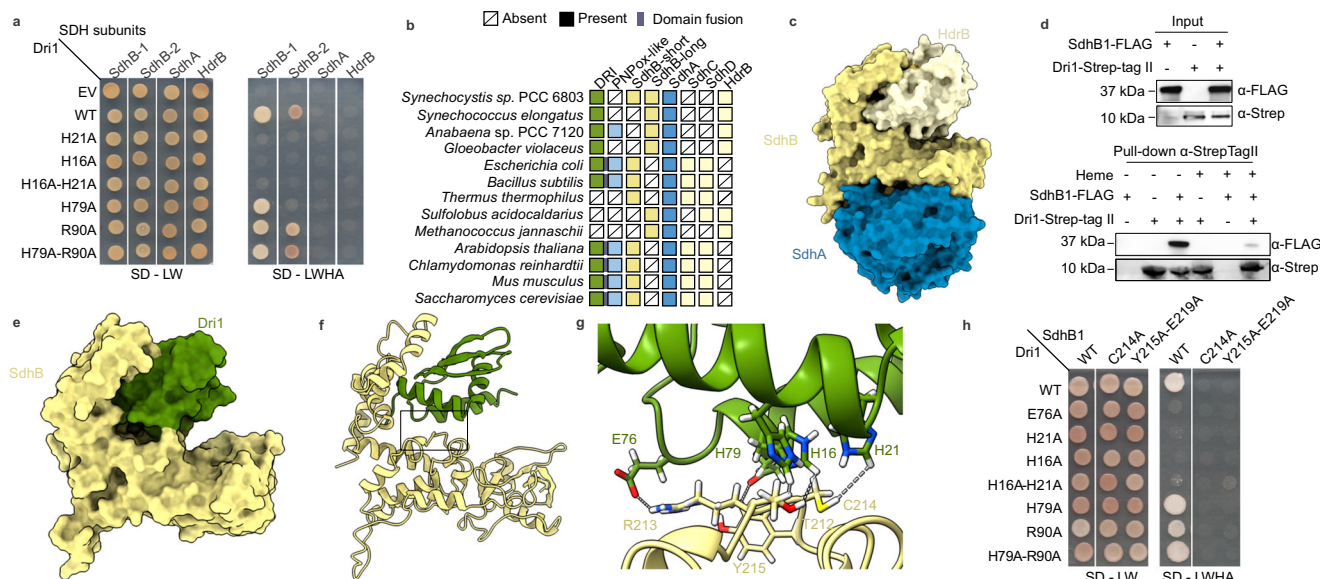 a
SDH subunits
Dri1
SdhB-1
SdhB-2
SdhA
HdrB
SdhB-1
SdhB-2
SdhA
HdrB
EV
WT
H21A
H16A
H16A-H21A
H79A
R90A
H79A-R90A
SD - LW
SD - LWHA
b
Absent
Present
Domain fusion
DRI
PNPox-like
SdhB-short
SdhB-long
SdhA
SdhC
SdhD
HdrB
Synechocystis sp. PCC 6803
Synechococcus elongatus
Anabaena sp. PCC 7120
Gloeobacter violaceus
Escherichia coli
Bacillus subtilis
Thermus thermophilus
Sulfolobus acidocaldarius
Methanococcus jannaschii
Arabidopsis thaliana
Chlamydomonas reinhardtii
Mus musculus
Saccharomyces cerevisiae
c
HdrB
SdhB
SdhA
d
Input
SdhB1-FLAG + - +
Dri1-Strep-tag II - + +
37 kDa α-FLAG
10 kDa α-Strep
Pull-down α-StrepTagII
Heme - - - + + +
SdhB1-FLAG + - + - + +
Dri1-Strep-tag II - + + + - +
37 kDa α-FLAG
10 kDa α-Strep
e
Dri1
SdhB
f
g
E76
H79
H16
H21
R213
T212
C214
Y215
h
SdhB1
Dri1
WT
C214A
Y215A-E219A
WT
C214A
Y215A-E219A
WT
E76A
H21A
H16A
H16A-H21A
H79A
R90A
H79A-R90A
SD - LW
SD - LWHA